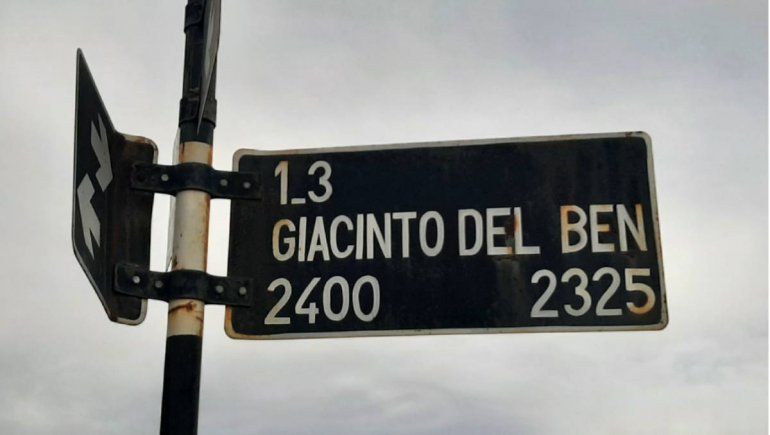 1_3
GIACINTO DEL BEN
2400 2325